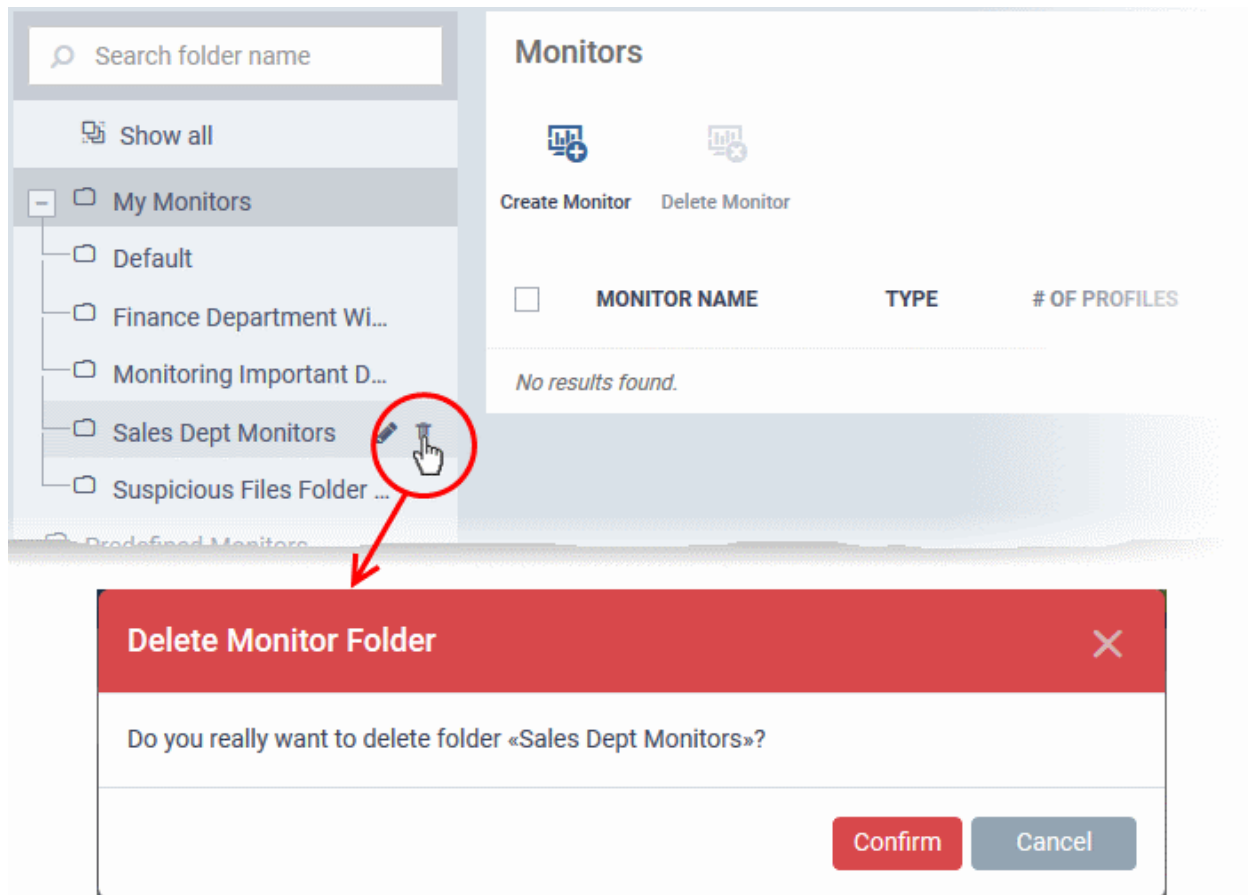 Search folder name
Show all
My Monitors
Default
Finance Department Wi...
Monitoring Important D...
Sales Dept Monitors
Suspicious Files Folder ...
Predefined Monitors
Monitors
Create Monitor
Delete Monitor
MONITOR NAME TYPE # OF PROFILES
No results found.
Delete Monitor Folder
Do you really want to delete folder «Sales Dept Monitors»?
Confirm Cancel